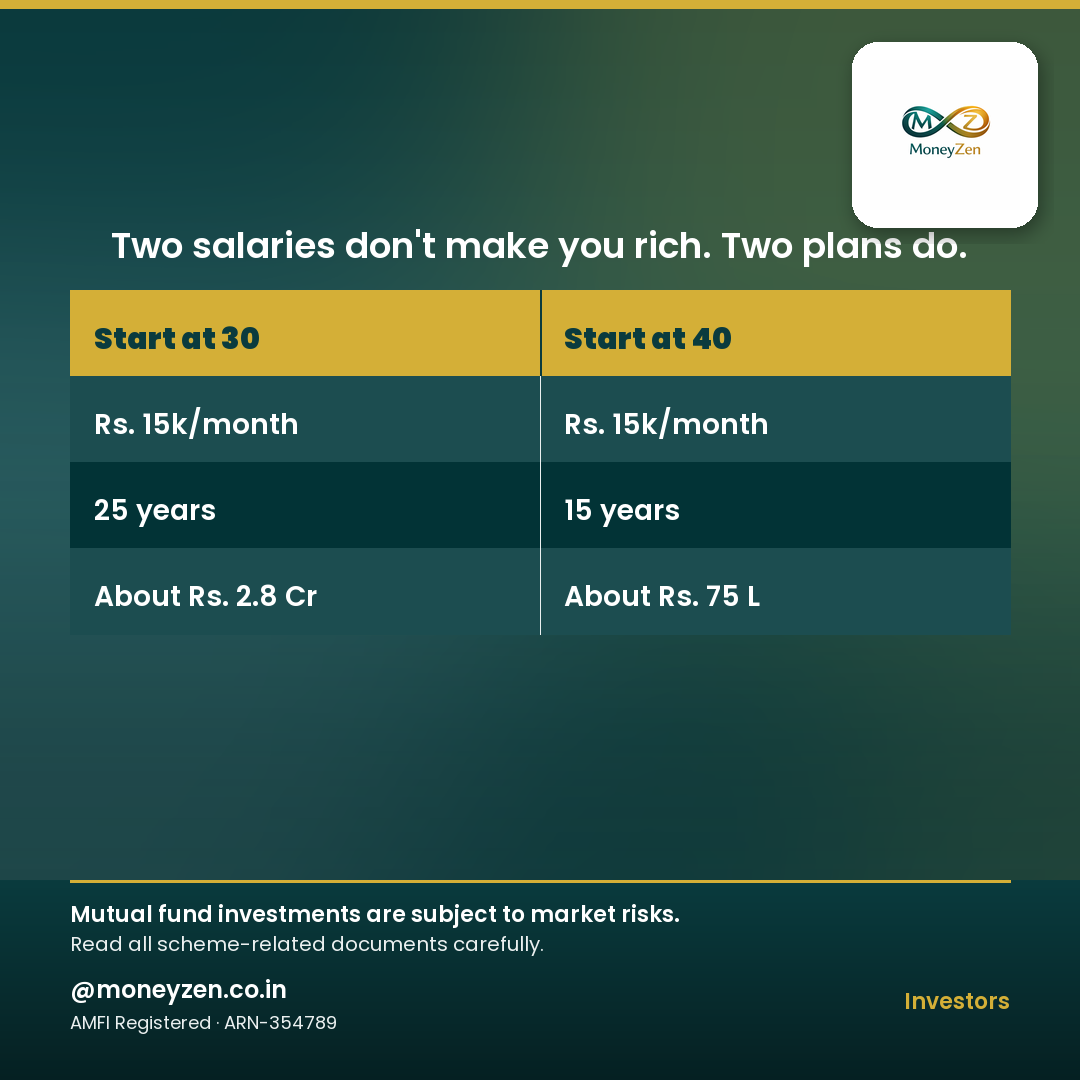 M Z
MoneyZen
Two salaries don't make you rich. Two plans do.
Start at 30 Start at 40
Rs. 15k/month Rs. 15k/month
25 years 15 years
About Rs. 2.8 Cr About Rs. 75 L
Mutual fund investments are subject to market risks.
Read all scheme-related documents carefully.
@moneyzen.co.in
AMFI Registered · ARN-354789
Investors